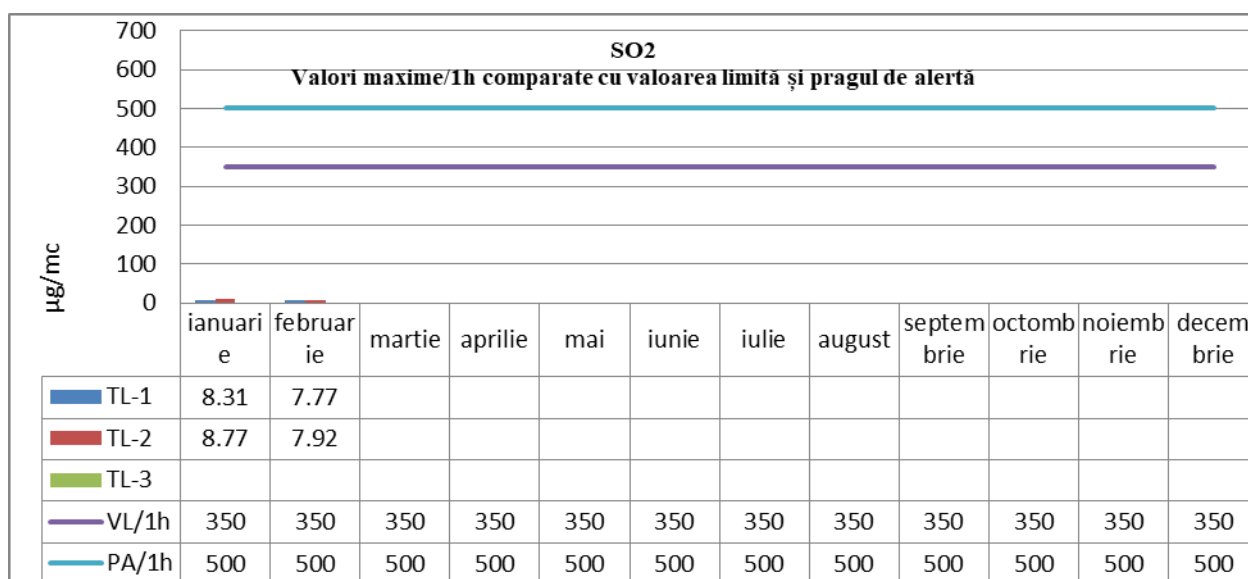 SO2
Valori maxime/1h comparate cu valoarea limită și pragul de alertă
700
600
500
400
300
200
100
0
µg/mc
ianuari
e
februar
ie
martie
aprilie
mai
iunie
iulie
august
septem
brie
octomb
rie
noiemb
rie
decem
brie
TL-1 8.31 7.77
TL-2 8.77 7.92
TL-3
VL/1h 350 350 350 350 350 350 350 350 350 350 350 350
PA/1h 500 500 500 500 500 500 500 500 500 500 500 500